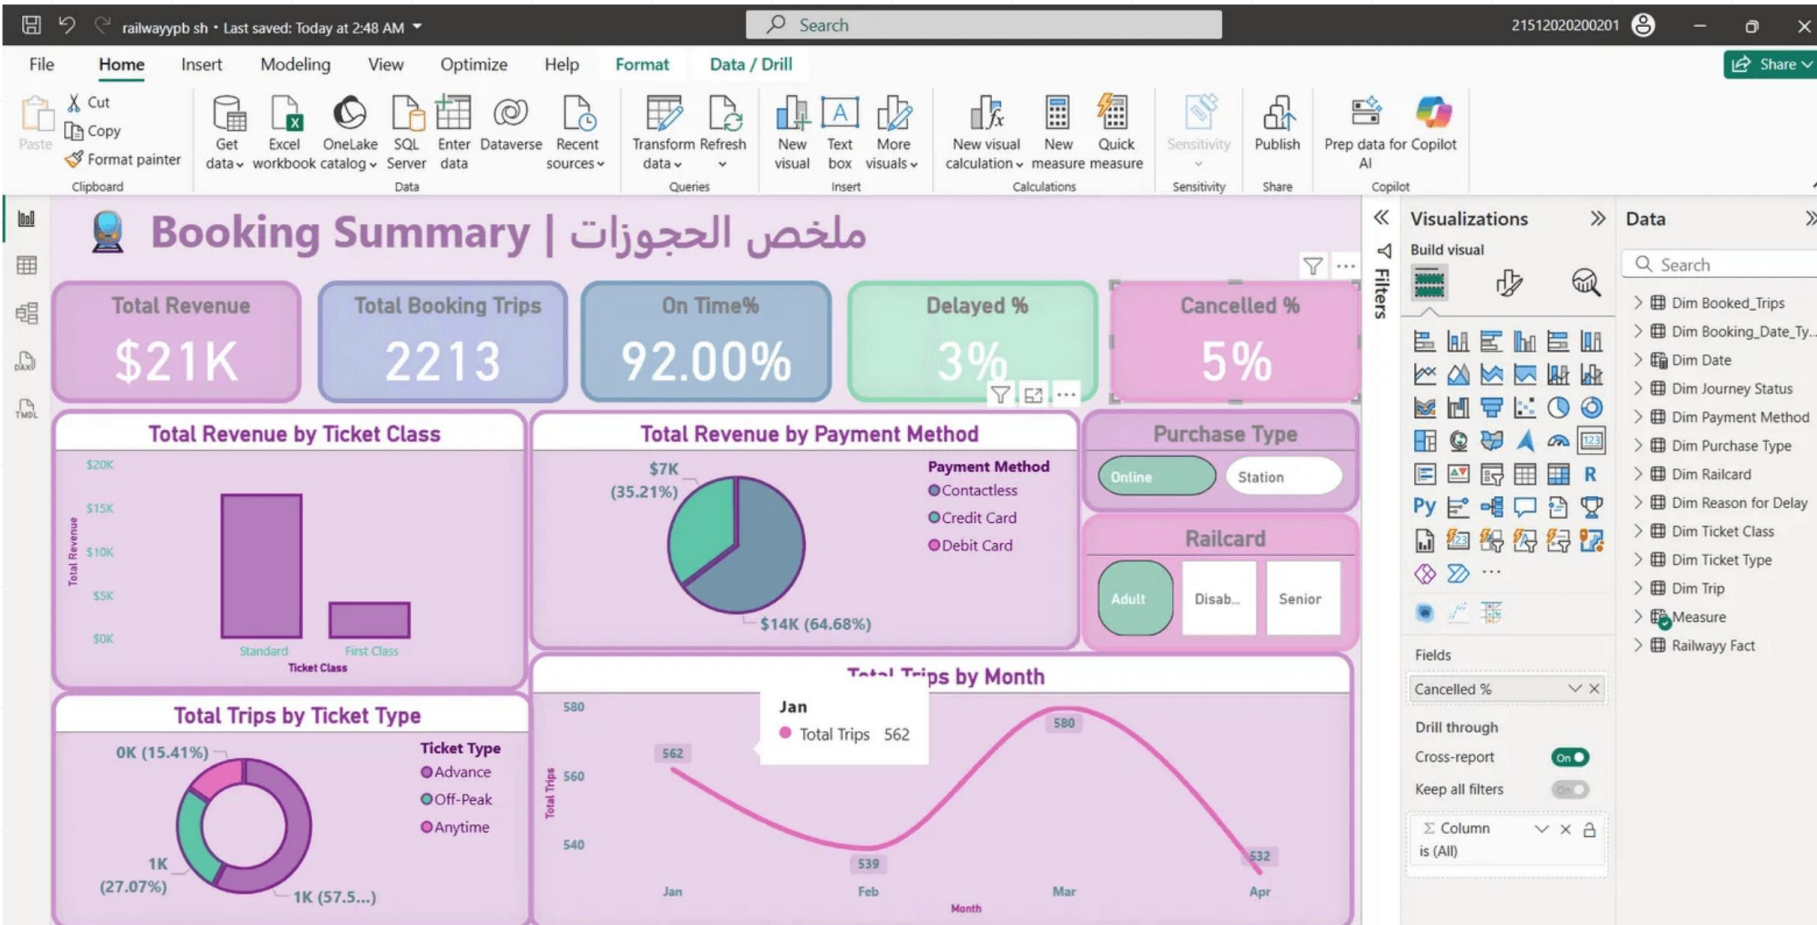 railwayypb sh • Last saved: Today at 2:48 AM
Search
21512020200201
File Home Insert Modeling View Optimize Help Format Data / Drill
Share
Paste
Cut
Copy
Format painter
Clipboard
Get data
Excel workbook
OneLake catalog
SQL Server
Enter data
Dataverse
Recent sources
Data
Transform data
Refresh
Queries
New visual
Text box
More visuals
Insert
New visual calculation
New measure
Quick measure
Calculations
Sensitivity
Sensitivity
Publish
Share
Prep data for AI
Copilot
Copilot
DAX
TMDL
Booking Summary | ملخص الحجوزات
Total Revenue
$21K
Total Booking Trips
2213
On Time%
92.00%
Delayed %
3%
Cancelled %
5%
Total Revenue by Ticket Class
$20K
$15K
$10K
$5K
$0K
Total Revenue
Standard First Class
Ticket Class
Total Revenue by Payment Method
$7K
(35.21%)
$14K (64.68%)
Payment Method
Contactless
Credit Card
Debit Card
Purchase Type
Online Station
Railcard
Adult Disab... Senior
Total Trips by Ticket Type
0K (15.41%)
1K
(27.07%)
1K (57.5...)
Ticket Type
Advance
Off-Peak
Anytime
Total Trips by Month
580
560
540
Total Trips
562
539
580
532
Jan
Total Trips 562
Jan Feb Mar Apr
Month
Filters
Visualizations
Build visual
123
R
Py
Fields
Cancelled %
Drill through
Cross-report On
Keep all filters On
Σ Column
is (All)
Data
Search
Dim Booked_Trips
Dim Booking_Date_Ty...
Dim Date
Dim Journey Status
Dim Payment Method
Dim Purchase Type
Dim Railcard
Dim Reason for Delay
Dim Ticket Class
Dim Ticket Type
Dim Trip
Measure
Railwayy Fact